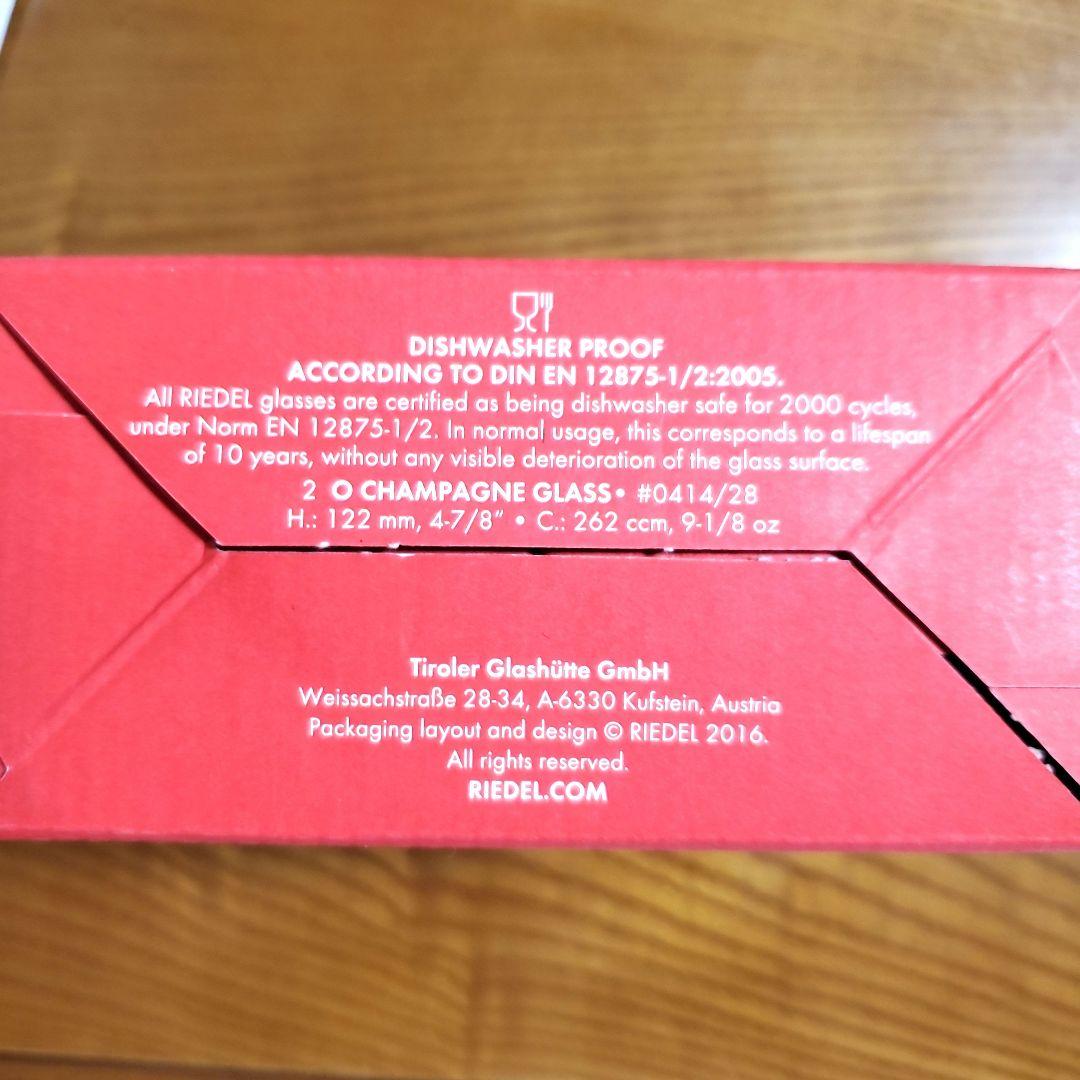 DISHWASHER PROOF
ACCORDING TO DIN EN 12875-1/2:2005.
All RIEDEL glasses are certified as being dishwasher safe for 2000 cycles,
under Norm EN 12875-1/2. In normal usage, this corresponds to a lifespan
of 10 years, without any visible deterioration of the glass surface.
2 O CHAMPAGNE GLASS• #0414/28
H.: 122 mm, 4-7/8” • C.: 262 ccm, 9-1/8 oz
Tiroler Glashütte GmbH
Weissachstraße 28-34, A-6330 Kufstein, Austria
Packaging layout and design © RIEDEL 2016.
All rights reserved.
RIEDEL.COM